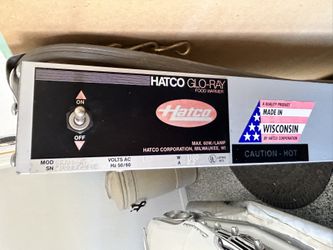 HATCO GLO-RAY
FOOD WARMER
ON
OFF
Hatco
MAX. 60W/LAMP
HATCO CORPORATION, MILWAUKEE, WI
A QUALITY PRODUCT
MADE IN
WISCONSIN
BY HATCO CORPORATION
CAUTION - HOT
MOD
VOLTS AC
W
SN
Hz 50/60
A